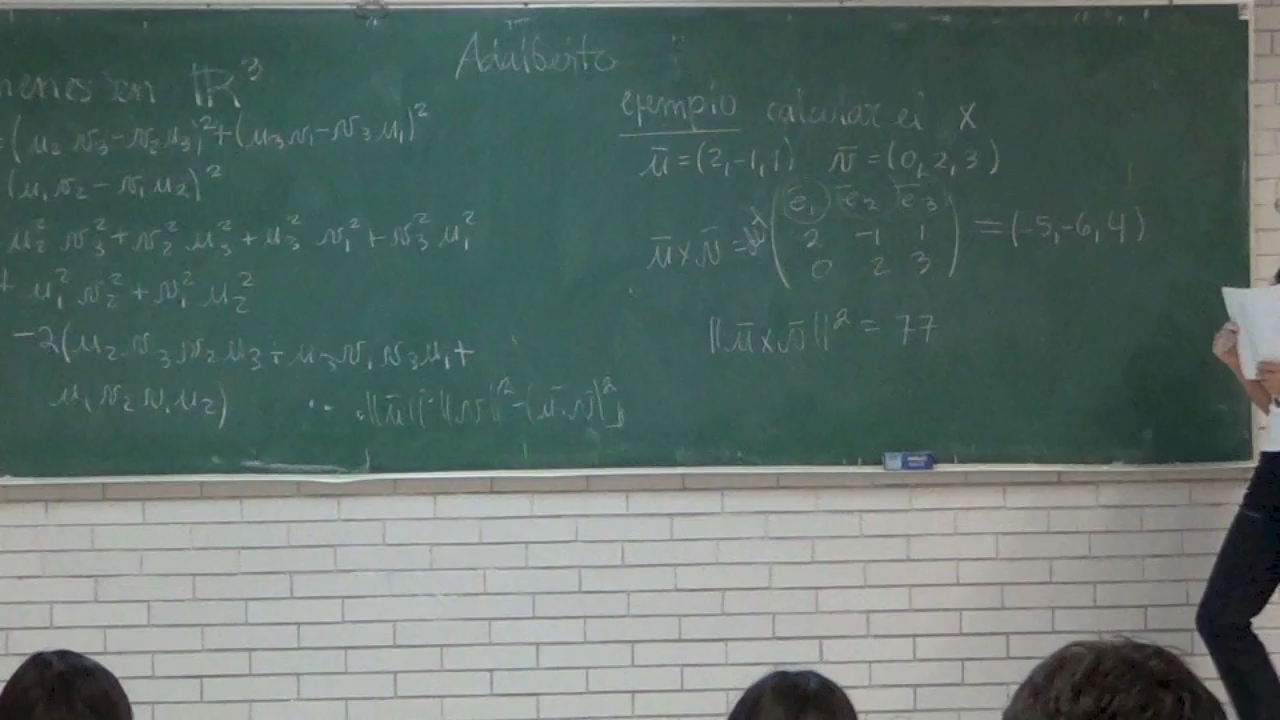 Adalberto
en ℝ³
=(u₂v₃-v₂u₃)²+(u₃v₁-v₃u₁)²
(u₁v₂-v₁u₂)²
u₂²v₃²+v₂²u₃²+u₃²v₁²+v₃²u₁²
+u₁²v₂²+v₁²u₂²
-2(u₂v₃v₂u₃+u₃v₁v₃u₁+
u₁v₂v₁u₂)
‖ū‖²‖v̄‖²-(ū·v̄)²
ejemplo calcular el x
ū=(2,-1,1) v̄=(0,2,3)
ē₁ ē₂ ē₃
ūxv̄= 2 -1 1 =(-5,-6,4)
0 2 3
‖ūxv̄‖²=77